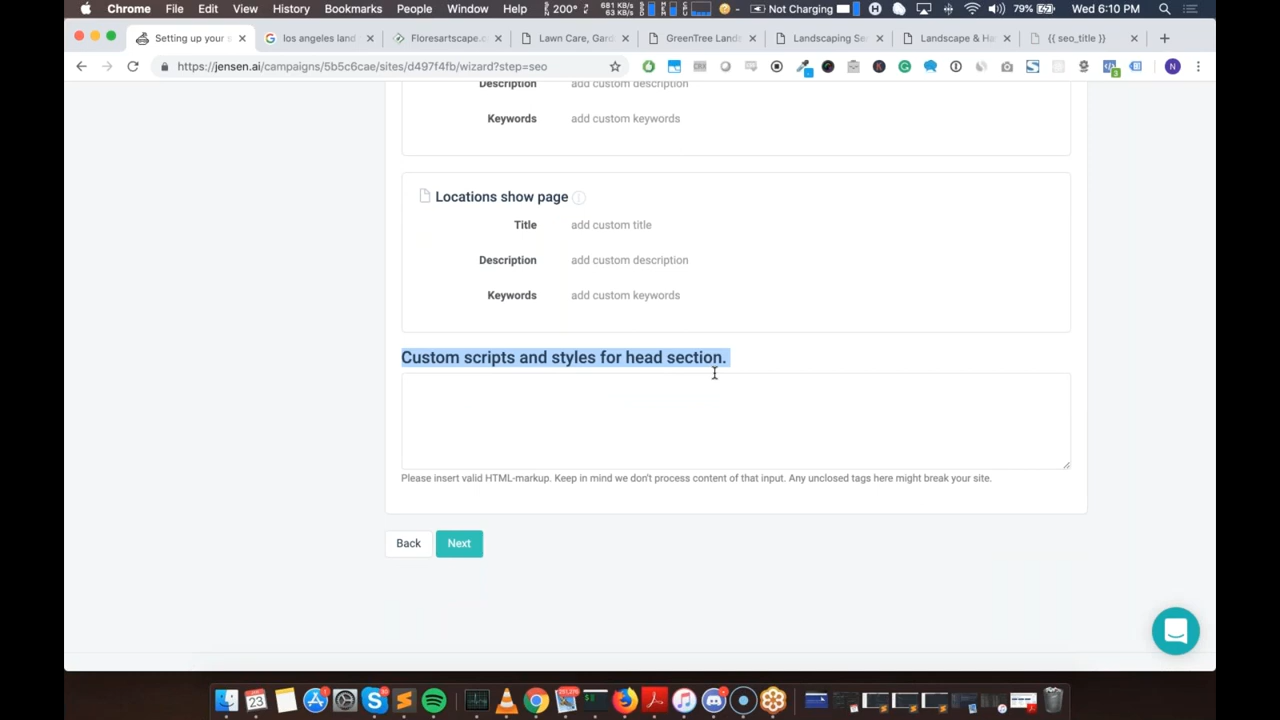 Chrome File Edit View History Bookmarks People Window Help 200° 681 KB/s 63 KB/s Not Charging 79% Wed 6:10 PM
Setting up your s los angeles land Floresartscape.c Lawn Care, Gard GreenTree Lands Landscaping Se Landscape & Ha {{ seo_title }}
https://jensen.ai/campaigns/5b5c6cae/sites/d497f4fb/wizard?step=seo
Description add custom description
Keywords add custom keywords
Locations show page
Title add custom title
Description add custom description
Keywords add custom keywords
Custom scripts and styles for head section.
Please insert valid HTML-markup. Keep in mind we don't process content of that input. Any unclosed tags here might break your site.
Back Next